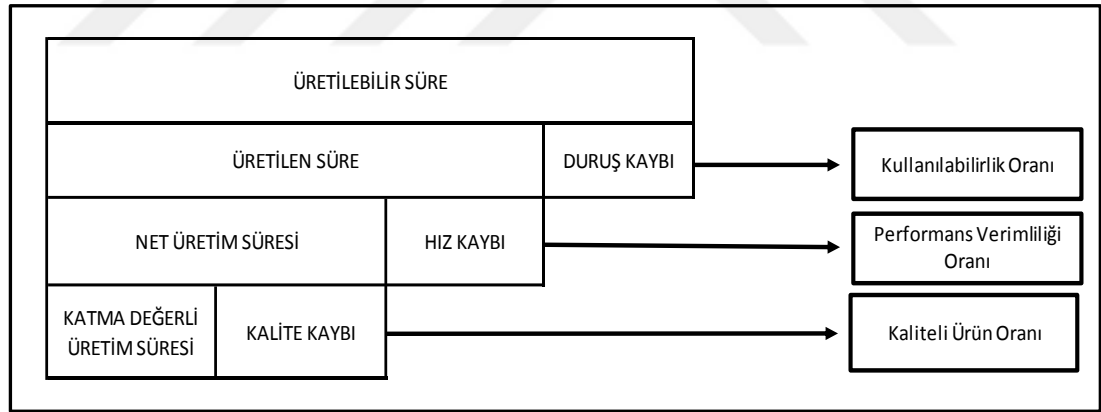 ÜRETİLEBİLİR SÜRE
ÜRETİLEN SÜRE
DURUŞ KAYBI
Kullanılabilirlik Oranı
NET ÜRETİM SÜRESİ
HIZ KAYBI
Performans Verimliliği
Oranı
KATMA DEĞERLİ
ÜRETİM SÜRESİ
KALİTE KAYBI
Kaliteli Ürün Oranı